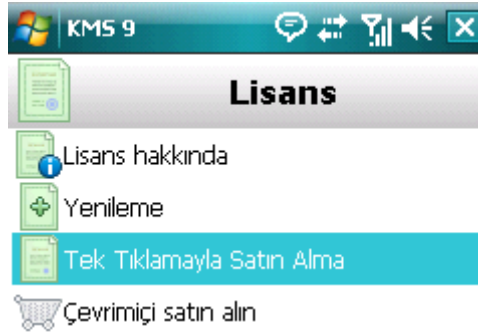 KMS 9
Lisans
Lisans hakkında
Yenileme
Tek Tıklamayla Satın Alma
Çevrimiçi satın alın